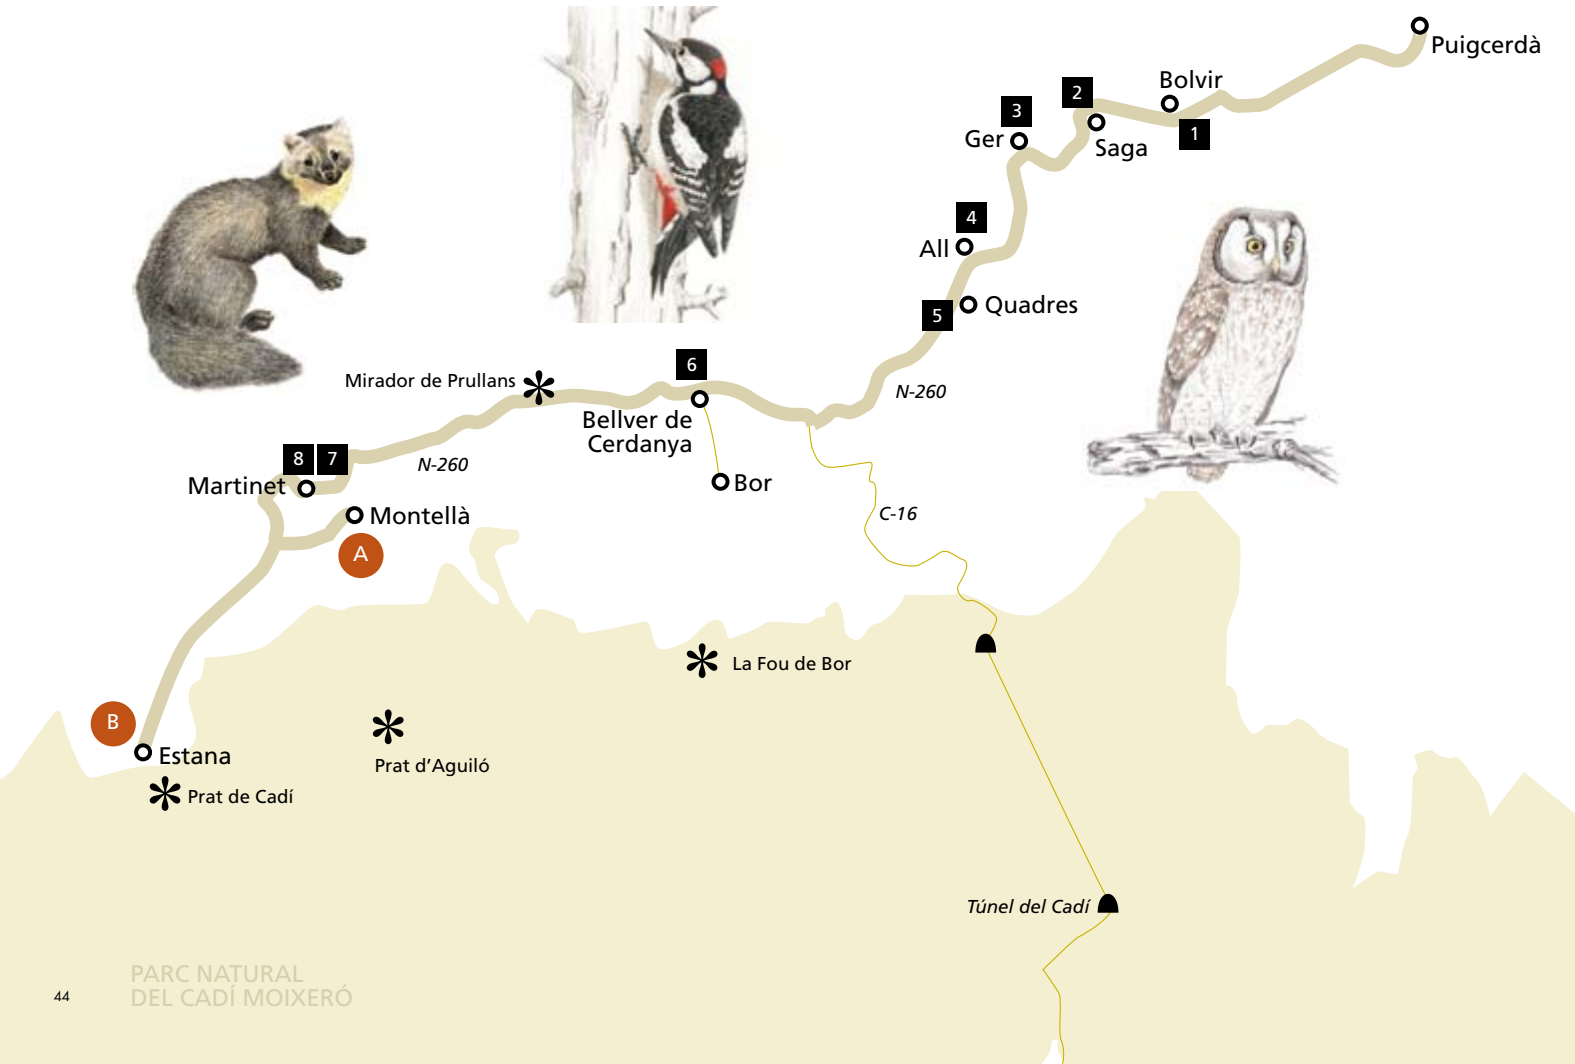 Puigcerdà
Bolvir
2
1
3
Ger
Saga
4
All
Quadres
5
6
Mirador de Prullans
N-260
Bellver de
Cerdanya
8
7
N-260
Martinet
Bor
Montellà
C-16
A
La Fou de Bor
B
Estana
Prat d'Aguiló
Prat de Cadí
Túnel del Cadí
PARC NATURAL
DEL CADÍ MOIXERÓ
44